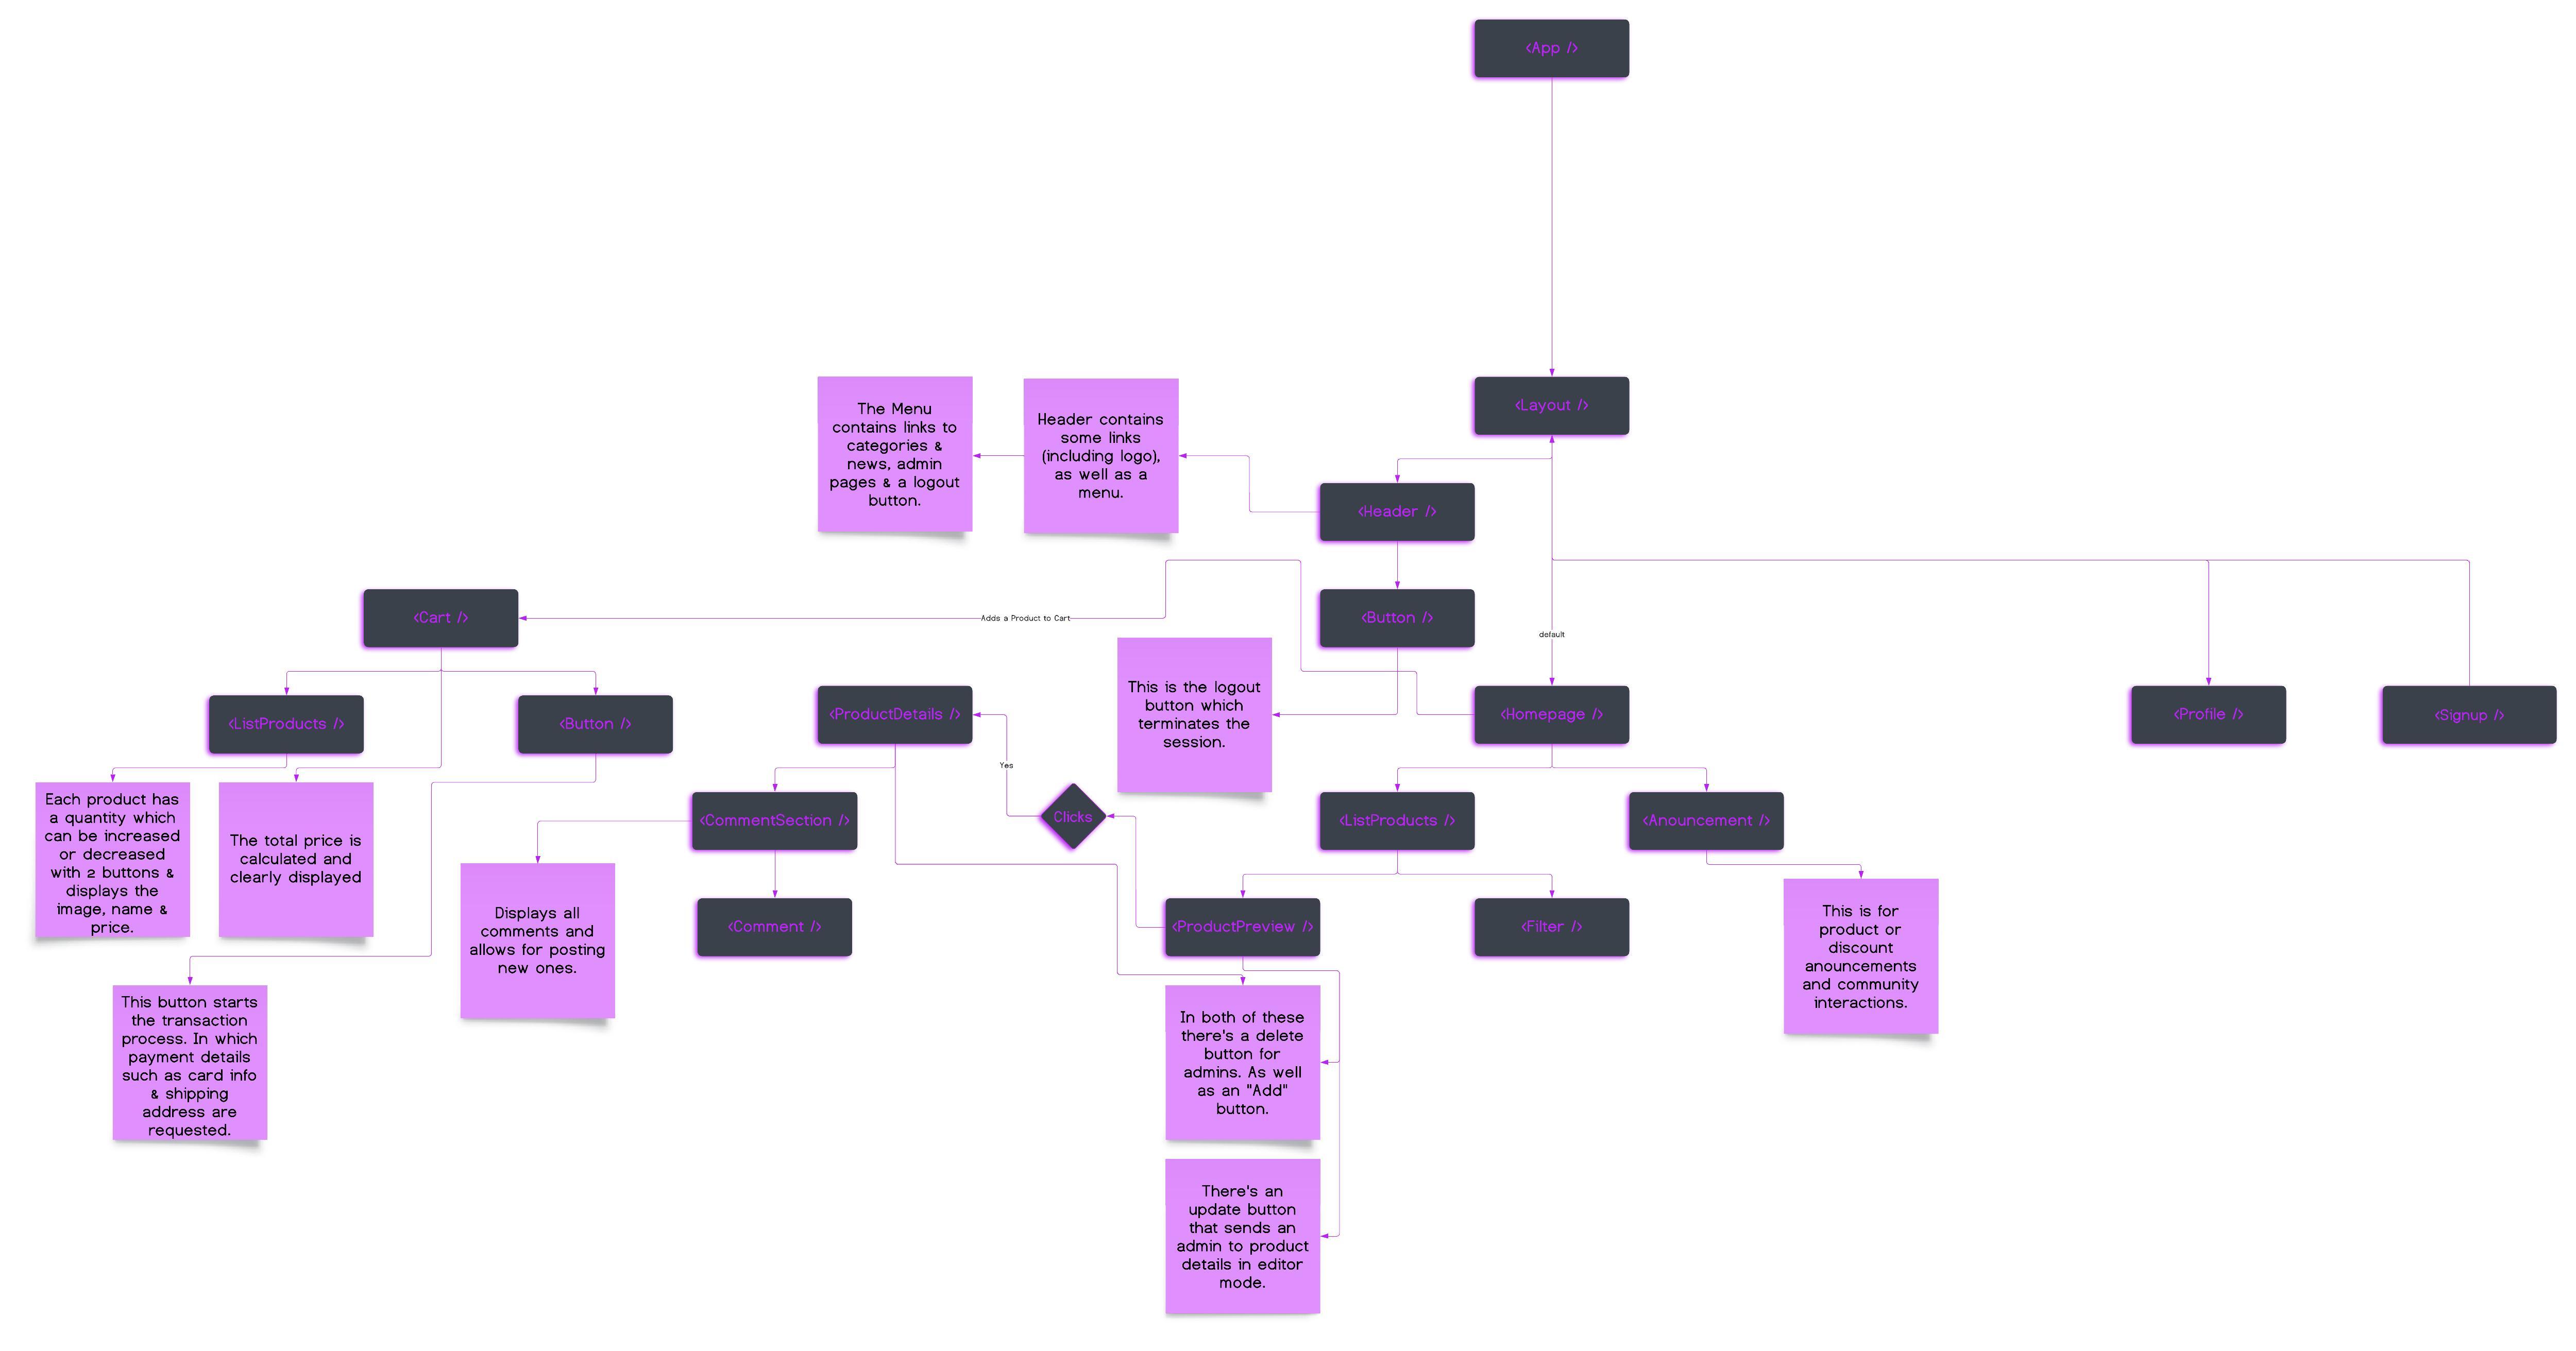 <App />
<Layout />
The Menu
contains links to
categories &
news, admin
pages & a logout
button.
Header contains
some links
(including logo),
as well as a
menu.
<Header />
<Cart />
Adds a Product to Cart
<Button />
default
<ListProducts />
<Button />
<ProductDetails />
This is the logout
button which
terminates the
session.
<Homepage />
<Profile />
<Signup />
Yes
Each product has
a quantity which
can be increased
or decreased
with 2 buttons &
displays the
image, name &
price.
The total price is
calculated and
clearly displayed
<CommentSection />
Clicks
<ListProducts />
<Anouncement />
Displays all
comments and
allows for posting
new ones.
<Comment />
<ProductPreview />
<Filter />
This is for
product or
discount
anouncements
and community
interactions.
This button starts
the transaction
process. In which
payment details
such as card info
& shipping
address are
requested.
In both of these
there's a delete
button for
admins. As well
as an "Add"
button.
There's an
update button
that sends an
admin to product
details in editor
mode.